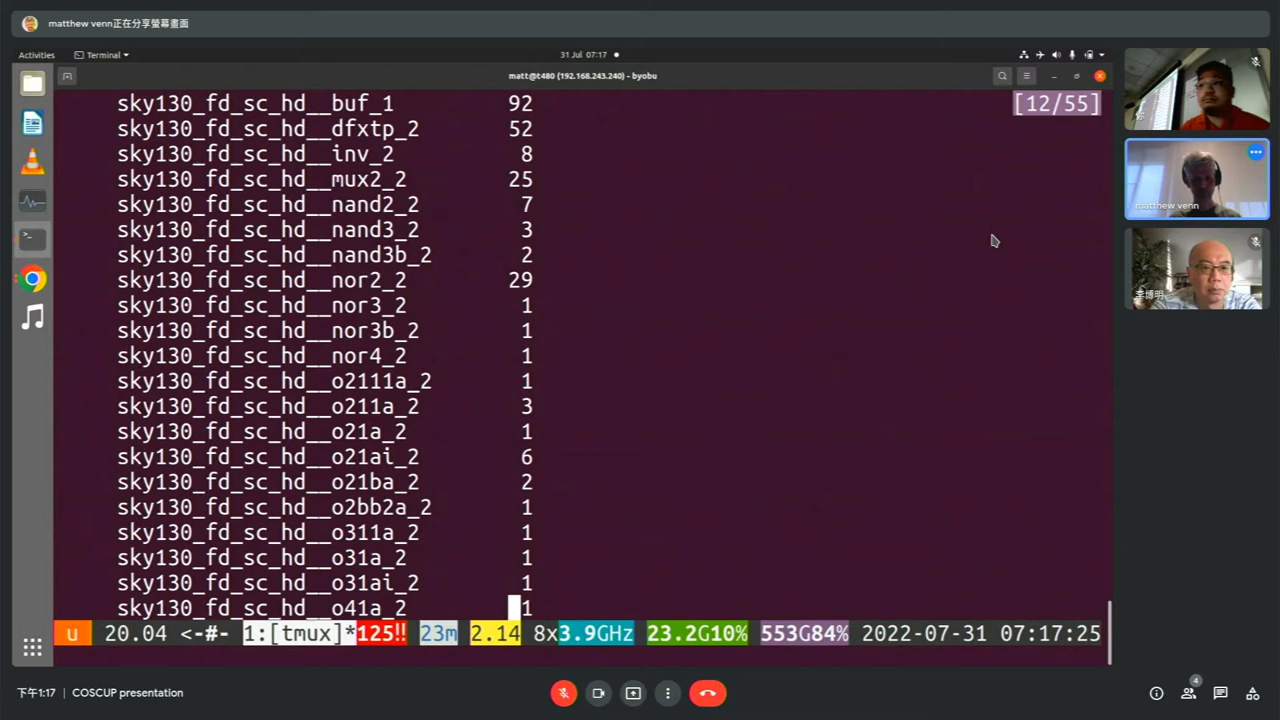 matthew venn正在分享螢幕畫面
Activities
Terminal
31 Jul 07:17
matt@t480 (192.168.243.240) - byobu
sky130_fd_sc_hd__buf_1 92
[12/55]
sky130_fd_sc_hd__dfxtp_2 52
sky130_fd_sc_hd__inv_2 8
sky130_fd_sc_hd__mux2_2 25
sky130_fd_sc_hd__nand2_2 7
sky130_fd_sc_hd__nand3_2 3
sky130_fd_sc_hd__nand3b_2 2
sky130_fd_sc_hd__nor2_2 29
sky130_fd_sc_hd__nor3_2 1
sky130_fd_sc_hd__nor3b_2 1
sky130_fd_sc_hd__nor4_2 1
sky130_fd_sc_hd__o2111a_2 1
sky130_fd_sc_hd__o211a_2 3
sky130_fd_sc_hd__o21a_2 1
sky130_fd_sc_hd__o21ai_2 6
sky130_fd_sc_hd__o21ba_2 2
sky130_fd_sc_hd__o2bb2a_2 1
sky130_fd_sc_hd__o311a_2 1
sky130_fd_sc_hd__o31a_2 1
sky130_fd_sc_hd__o31ai_2 1
sky130_fd_sc_hd__o41a_2 1
u 20.04 <-#- 1:[tmux]*125!! 23m 2.14 8x3.9GHz 23.2G10% 553G84% 2022-07-31 07:17:25
你
matthew venn
李博明
下午1:17 | COSCUP presentation
4